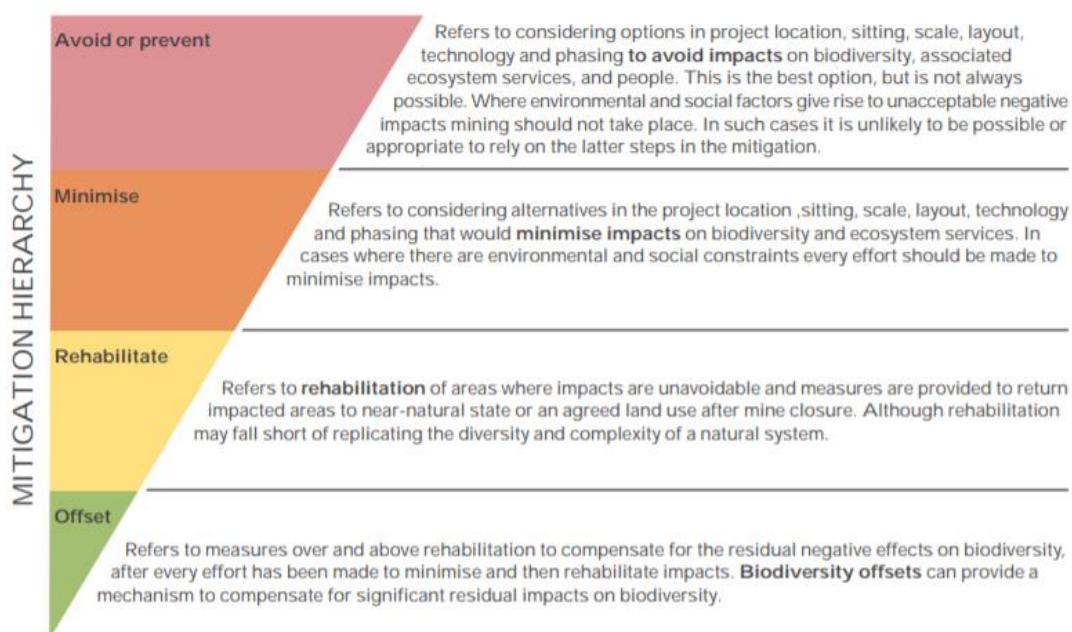 MITIGATION HIERARCHY
Avoid or prevent
Refers to considering options in project location, sitting, scale, layout,
technology and phasing to avoid impacts on biodiversity, associated
ecosystem services, and people. This is the best option, but is not always
possible. Where environmental and social factors give rise to unacceptable negative
impacts mining should not take place. In such cases it is unlikely to be possible or
appropriate to rely on the latter steps in the mitigation.
Minimise
Refers to considering alternatives in the project location ,sitting, scale, layout, technology
and phasing that would minimise impacts on biodiversity and ecosystem services. In
cases where there are environmental and social constraints every effort should be made to
minimise impacts.
Rehabilitate
Refers to rehabilitation of areas where impacts are unavoidable and measures are provided to return
impacted areas to near-natural state or an agreed land use after mine closure. Although rehabilitation
may fall short of replicating the diversity and complexity of a natural system.
Offset
Refers to measures over and above rehabilitation to compensate for the residual negative effects on biodiversity,
after every effort has been made to minimise and then rehabilitate impacts. Biodiversity offsets can provide a
mechanism to compensate for significant residual impacts on biodiversity.